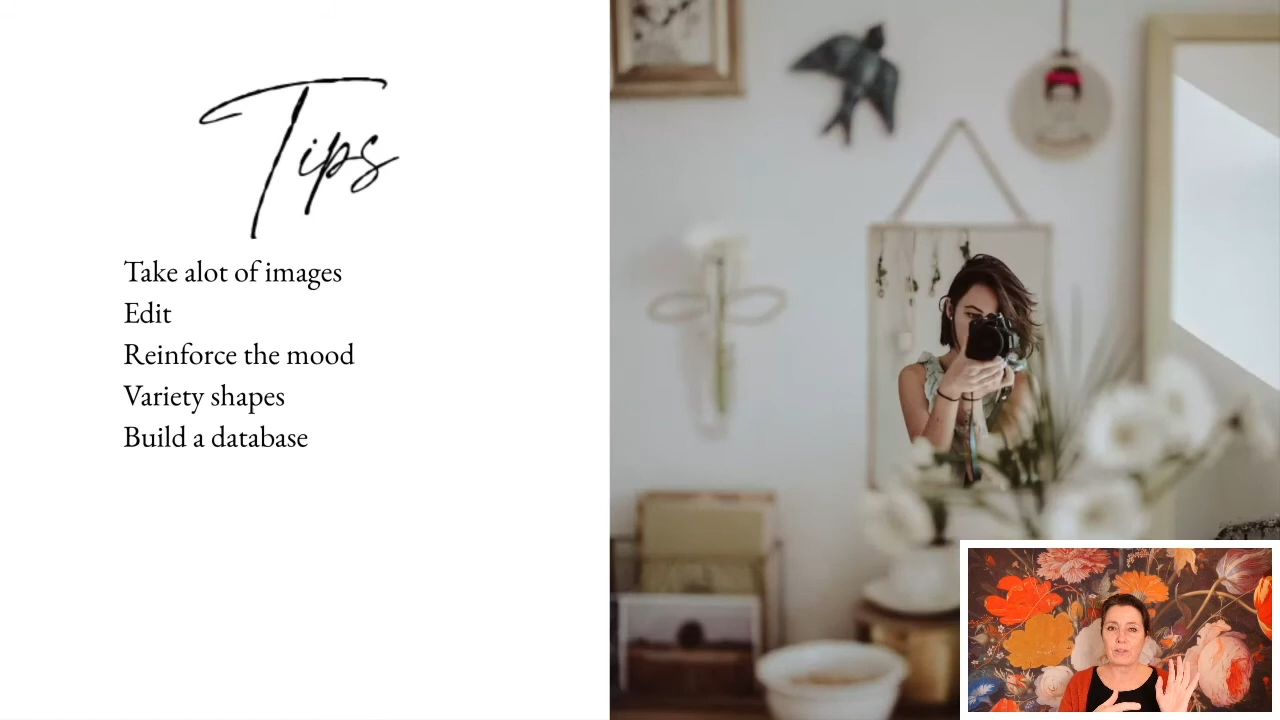 Tips
Take alot of images
Edit
Reinforce the mood
Variety shapes
Build a database